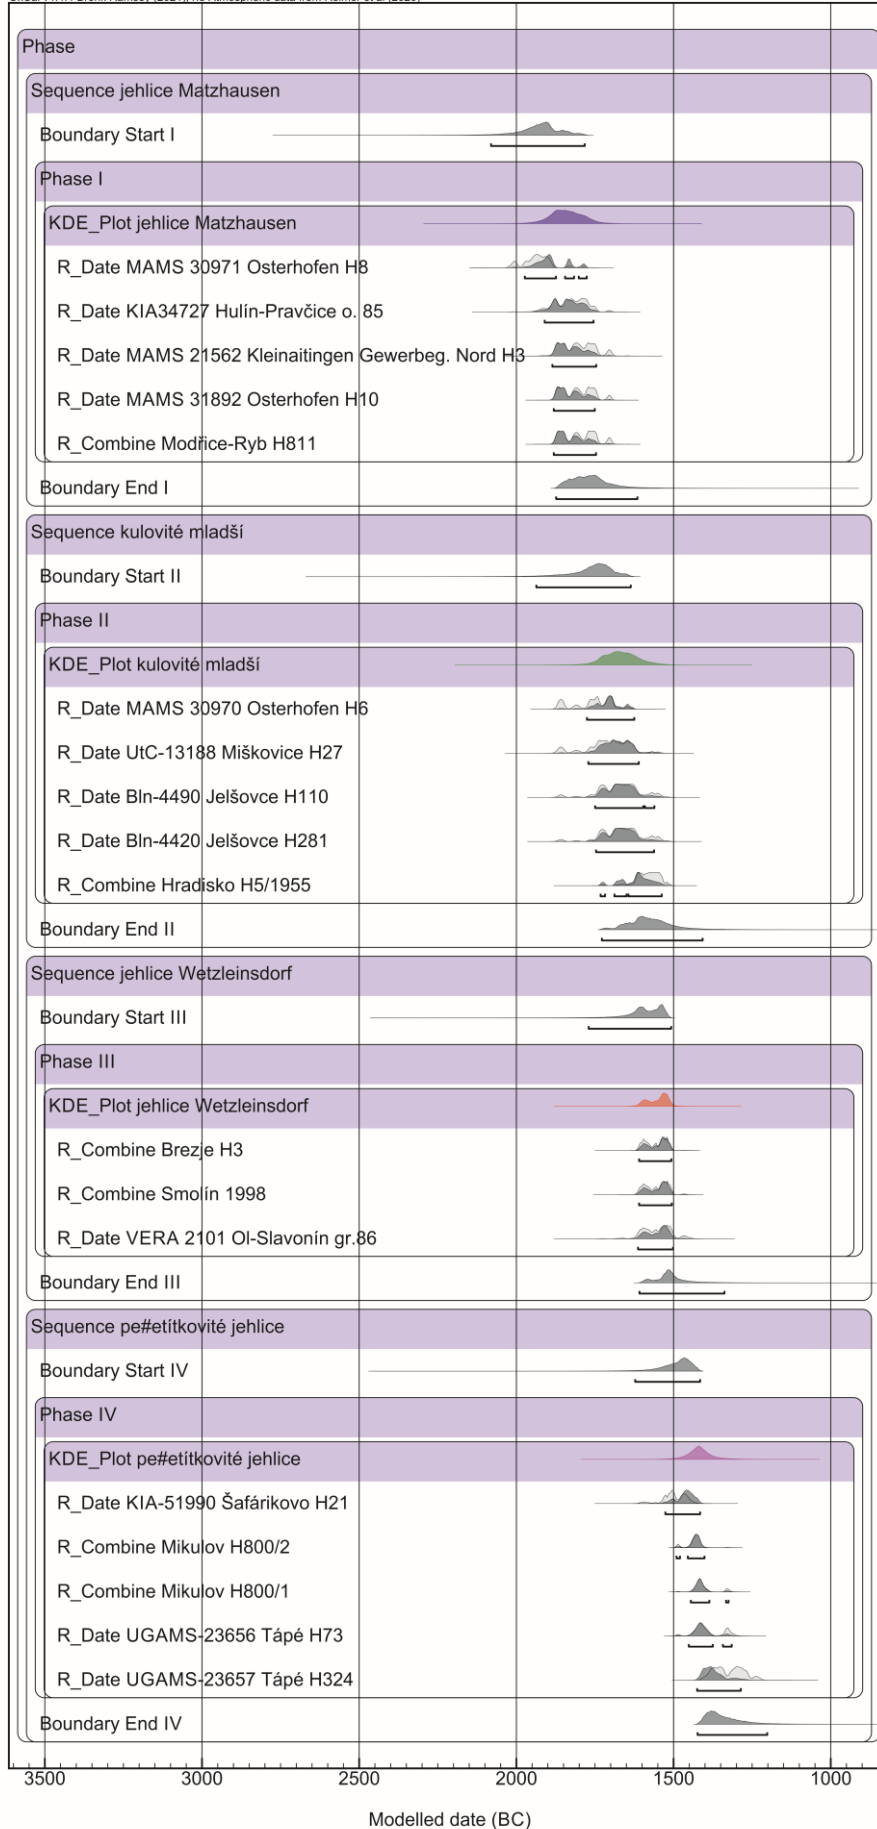 Phase
Sequence jehlice Matzhausen
Boundary Start I
Phase I
KDE_Plot jehlice Matzhausen
R_Date MAMS 30971 Osterhofen H8
R_Date KIA34727 Hulín-Pravčice o. 85
R_Date MAMS 21562 Kleinaitingen Gewerbeg. Nord H3
R_Date MAMS 31892 Osterhofen H10
R_Combine Modřice-Ryb H811
Boundary End I
Sequence kulovité mladší
Boundary Start II
Phase II
KDE_Plot kulovité mladší
R_Date MAMS 30970 Osterhofen H6
R_Date UtC-13188 Miškovice H27
R_Date Bln-4490 Jelšovce H110
R_Date Bln-4420 Jelšovce H281
R_Combine Hradisko H5/1955
Boundary End II
Sequence jehlice Wetzleinsdorf
Boundary Start III
Phase III
KDE_Plot jehlice Wetzleinsdorf
R_Combine Brezje H3
R_Combine Smolín 1998
R_Date VERA 2101 Ol-Slavonín gr.86
Boundary End III
Sequence pe#etítkovité jehlice
Boundary Start IV
Phase IV
KDE_Plot pe#etítkovité jehlice
R_Date KIA-51990 Šafárikovo H21
R_Combine Mikulov H800/2
R_Combine Mikulov H800/1
R_Date UGAMS-23656 Tápé H73
R_Date UGAMS-23657 Tápé H324
Boundary End IV
3500 3000 2500 2000 1500 1000
Modelled date (BC)